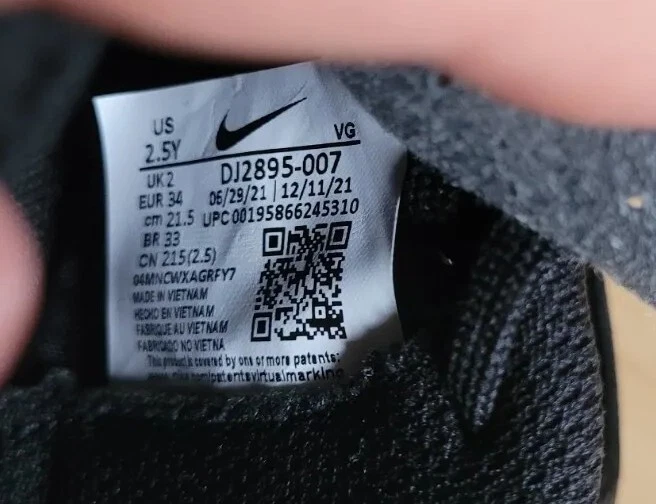 US
2.5Y
VG
UK 2
DJ2895-007
EUR 34
06/29/21 | 12/11/21
cm 21.5
UPC 00195866245310
BR 33
CN 215(2.5)
04MNCWXAGRFY7
MADE IN VIETNAM
HECHO EN VIETNAM
FABRIQUE AU VIETNAM
FABRICADO NO VIETNA
This product is covered by one or more patents:
patentsvirtualmarking